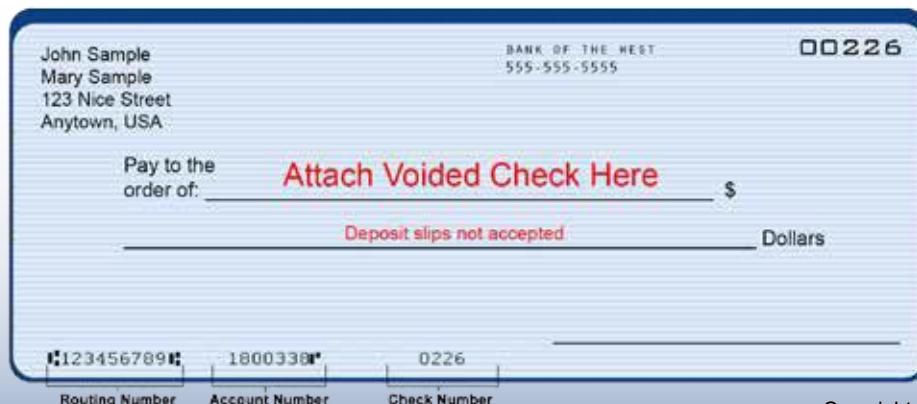 John Sample
Mary Sample
123 Nice Street
Anytown, USA
BANK OF THE WEST
555-555-5555
00226
Pay to the
order of: Attach Voided Check Here $
Deposit slips not accepted Dollars
⑆123456789⑆ 1800338⑈ 0226
Routing Number Account Number Check Number